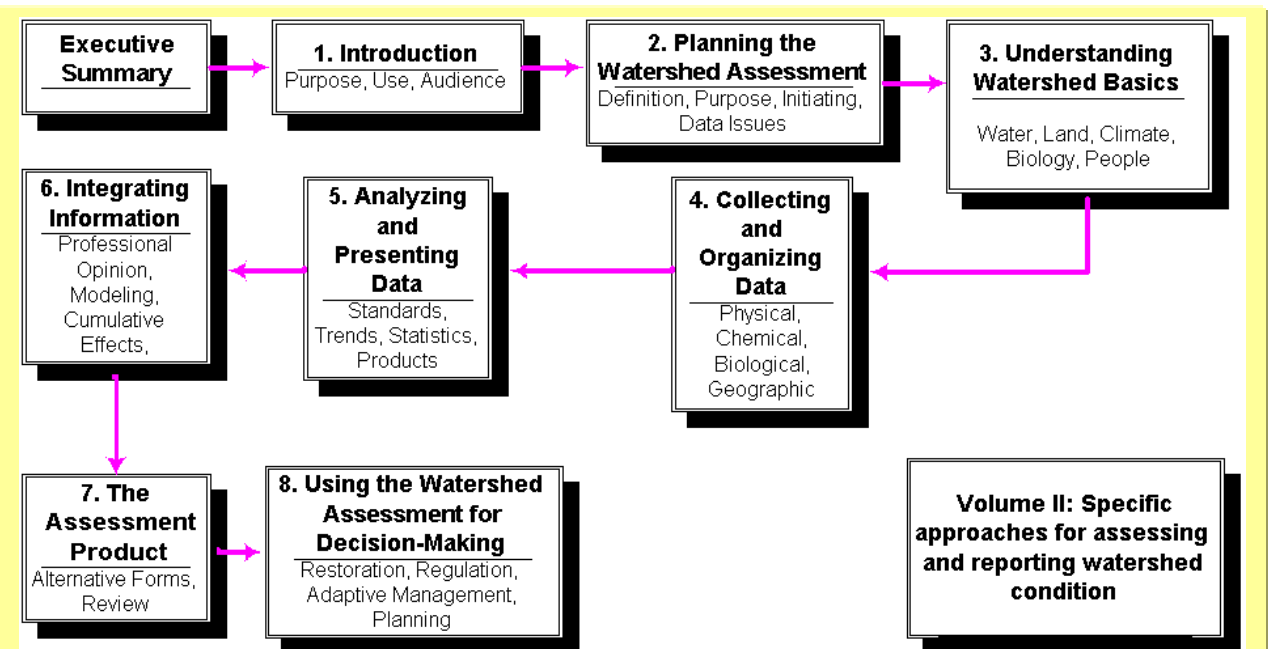 Executive
Summary
1. Introduction
Purpose, Use, Audience
2. Planning the
Watershed Assessment
Definition, Purpose, Initiating,
Data Issues
3. Understanding
Watershed Basics
Water, Land, Climate,
Biology, People
4. Collecting
and
Organizing
Data
Physical,
Chemical,
Biological,
Geographic
5. Analyzing
and
Presenting
Data
Standards,
Trends, Statistics,
Products
6. Integrating
Information
Professional
Opinion,
Modeling,
Cumulative
Effects,
7. The
Assessment
Product
Alternative Forms,
Review
8. Using the Watershed
Assessment for
Decision-Making
Restoration, Regulation,
Adaptive Management,
Planning
Volume II: Specific
approaches for assessing
and reporting watershed
condition